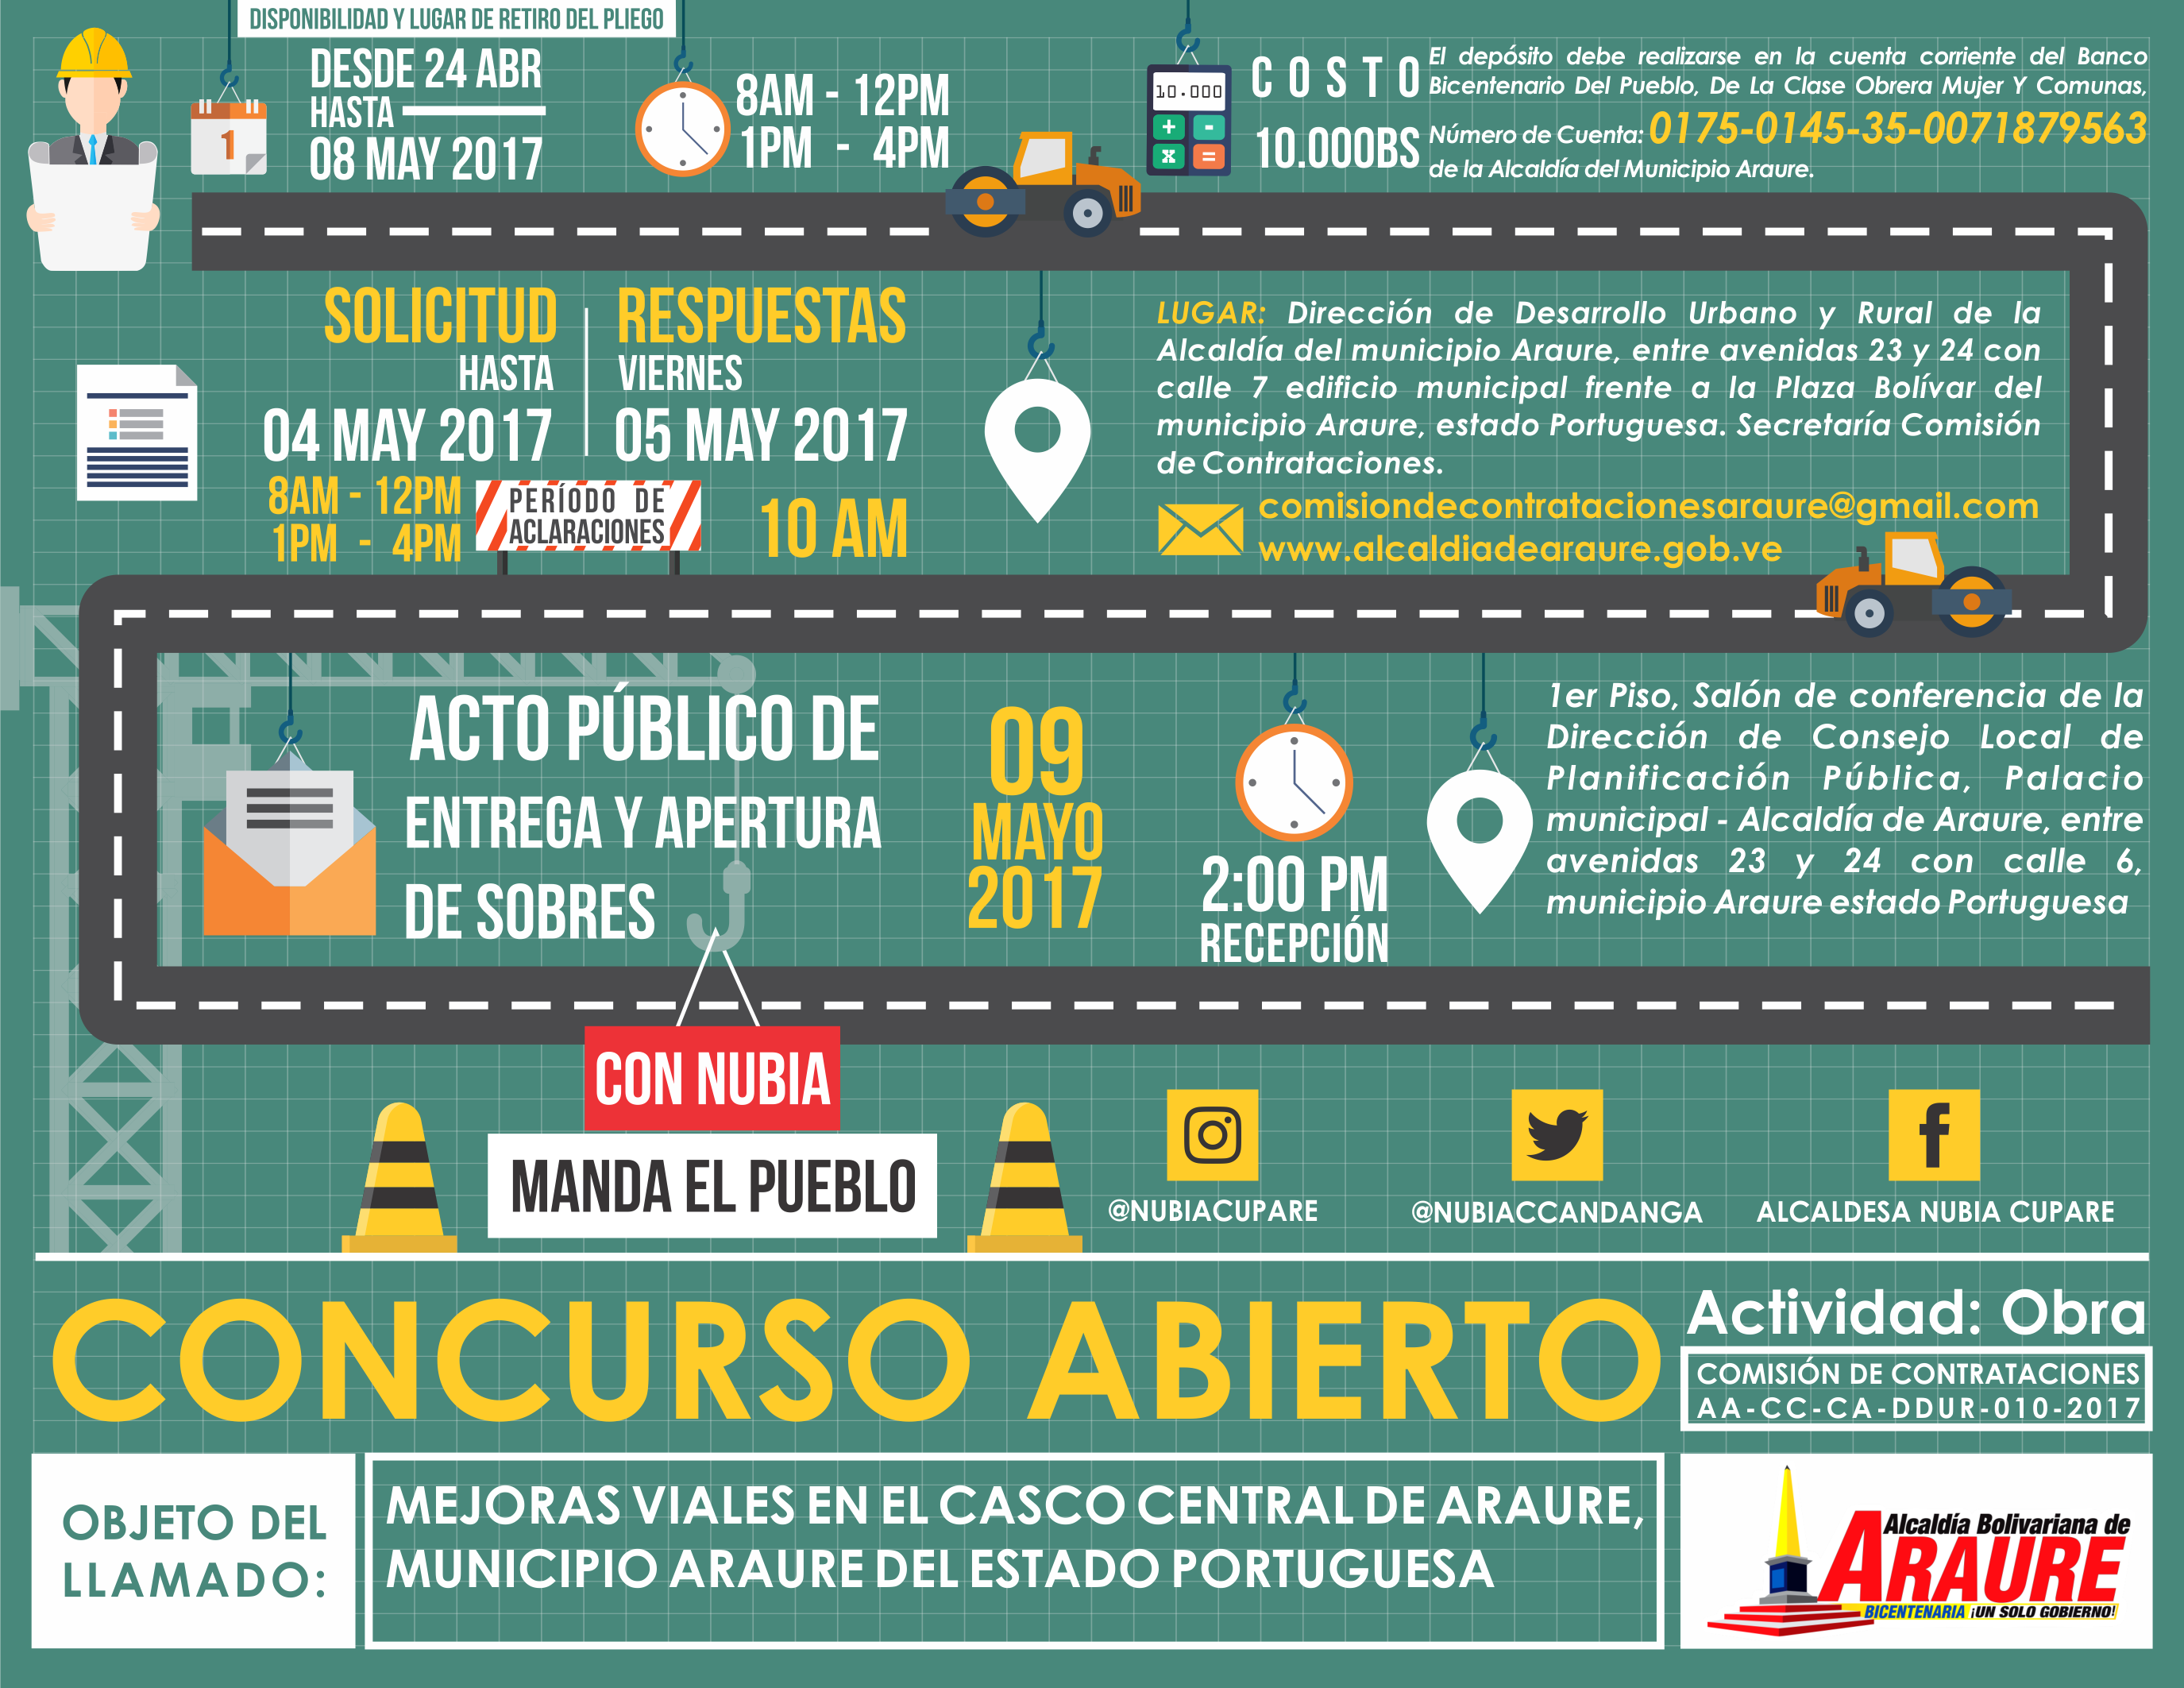 DISPONIBILIDAD Y LUGAR DE RETIRO DEL PLIEGO
DESDE 24 ABR
HASTA
08 MAY 2017
1
8AM - 12PM
1PM - 4PM
10.000
+ -
x =
COSTO
10.000BS
El depósito debe realizarse en la cuenta corriente del Banco
Bicentenario Del Pueblo, De La Clase Obrera Mujer Y Comunas,
Número de Cuenta: 0175-0145-35-0071879563
de la Alcaldía del Municipio Araure.
SOLICITUD
HASTA
04 MAY 2017
8AM - 12PM
1PM - 4PM
RESPUESTAS
VIERNES
05 MAY 2017
10 AM
PERÍODO DE
ACLARACIONES
LUGAR: Dirección de Desarrollo Urbano y Rural de la
Alcaldía del municipio Araure, entre avenidas 23 y 24 con
calle 7 edificio municipal frente a la Plaza Bolívar del
municipio Araure, estado Portuguesa. Secretaría Comisión
de Contrataciones.
comisiondecontratacionesaraure@gmail.com
www.alcaldiadearaure.gob.ve
ACTO PÚBLICO DE
ENTREGA Y APERTURA
DE SOBRES
09
MAYO
2017
2:00 PM
RECEPCIÓN
1er Piso, Salón de conferencia de la
Dirección de Consejo Local de
Planificación Pública, Palacio
municipal - Alcaldía de Araure, entre
avenidas 23 y 24 con calle 6,
municipio Araure estado Portuguesa
CON NUBIA
MANDA EL PUEBLO
@NUBIACUPARE
@NUBIACCANDANGA
ALCALDESA NUBIA CUPARE
CONCURSO ABIERTO
Actividad: Obra
COMISIÓN DE CONTRATACIONES
AA-CC-CA-DDUR-010-2017
OBJETO DEL
LLAMADO:
MEJORAS VIALES EN EL CASCO CENTRAL DE ARAURE,
MUNICIPIO ARAURE DEL ESTADO PORTUGUESA
Alcaldía Bolivariana de
ARAURE
BICENTENARIA ¡UN SOLO GOBIERNO!